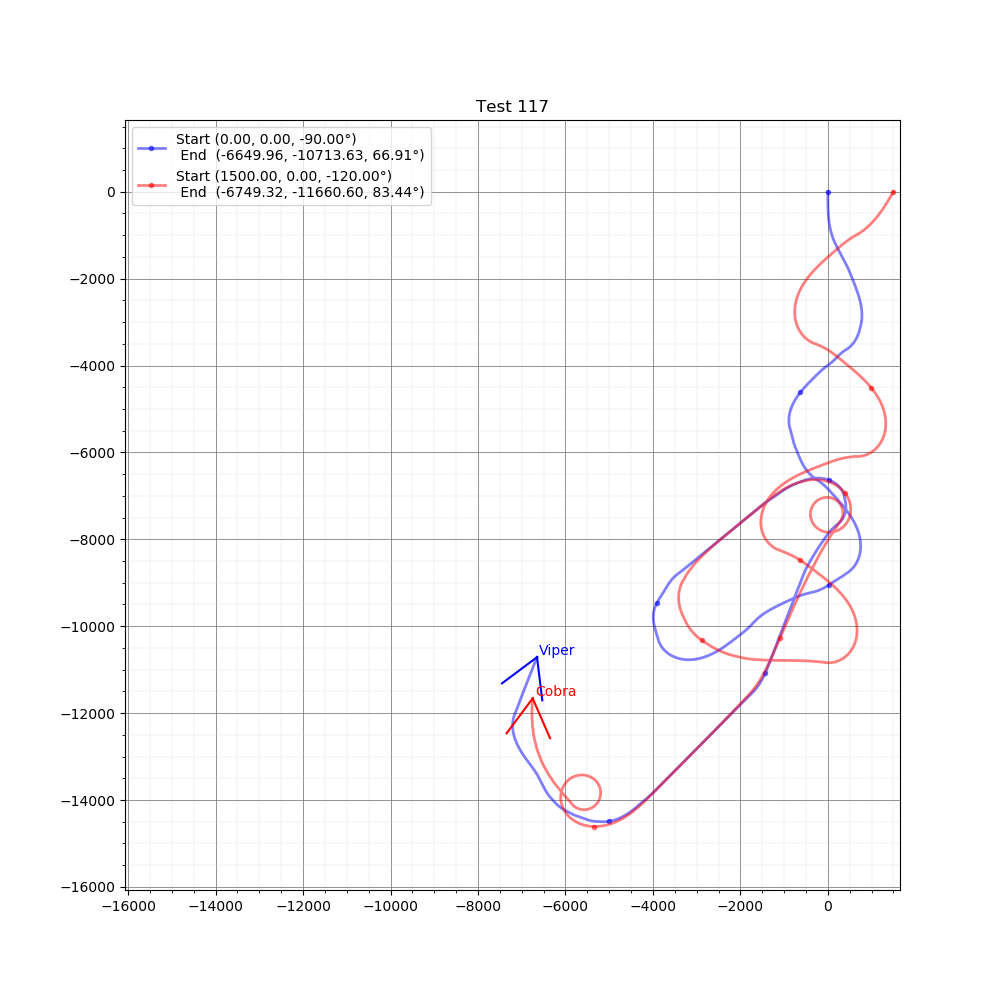 Test 117
Start (0.00, 0.00, -90.00°)
End  (-6649.96, -10713.63, 66.91°)
Start (1500.00, 0.00, -120.00°)
End  (-6749.32, -11660.60, 83.44°)
0
−2000
−4000
−6000
−8000
−10000
−12000
−14000
−16000
Viper
Cobra
−16000 −14000 −12000 −10000 −8000 −6000 −4000 −2000 0